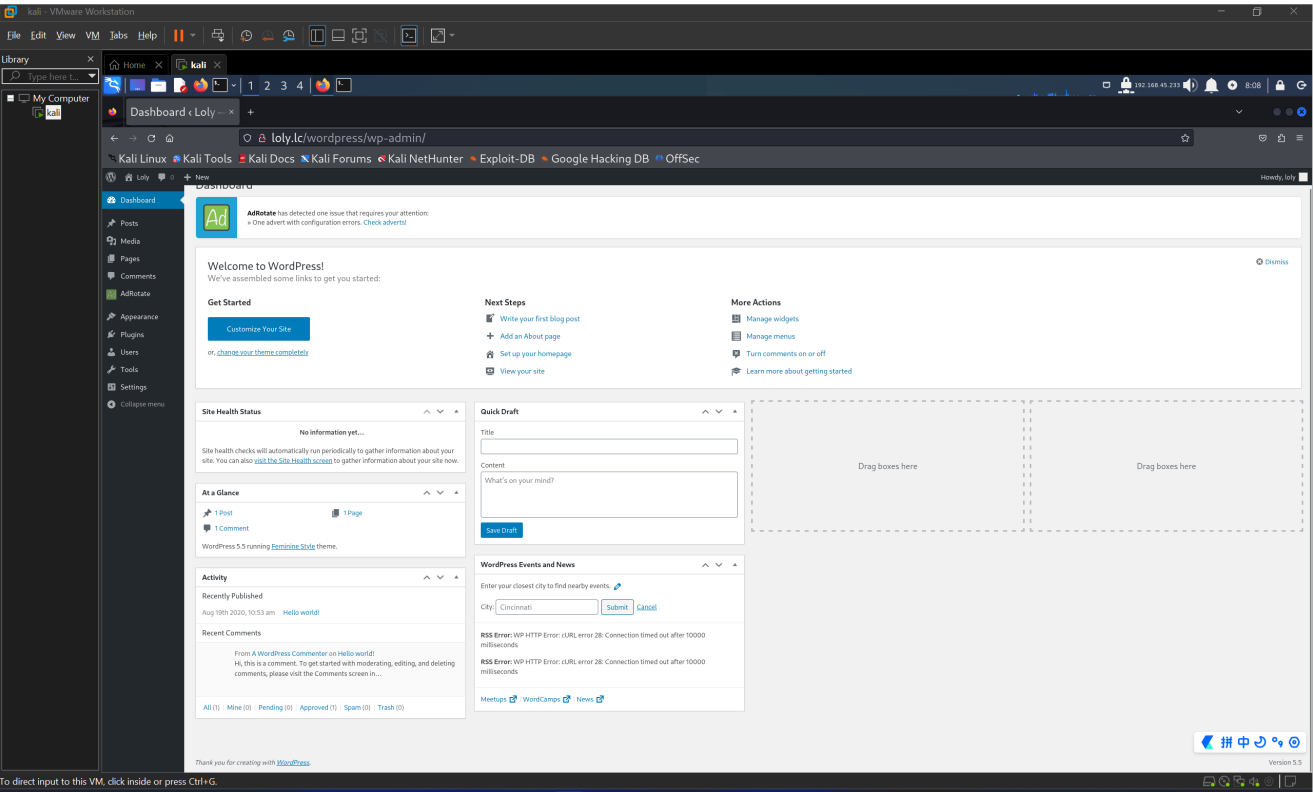 kali - VMware Workstation
File Edit View VM Tabs Help
Library
Type here t...
My Computer
kali
Home
kali
1 2 3 4
192.168.45.233
8:08
Dashboard ‹ Loly —
loly.lc/wordpress/wp-admin/
Kali Linux Kali Tools Kali Docs Kali Forums Kali NetHunter Exploit-DB Google Hacking DB OffSec
Loly 0 + New
Howdy, loly
Dashboard
Posts
Media
Pages
Comments
AdRotate
Appearance
Plugins
Users
Tools
Settings
Collapse menu
Dashboard
Ad
AdRotate has detected one issue that requires your attention:
» One advert with configuration errors. Check adverts!
Welcome to WordPress!
We've assembled some links to get you started:
Dismiss
Get Started
Customize Your Site
or, change your theme completely
Next Steps
Write your first blog post
Add an About page
Set up your homepage
View your site
More Actions
Manage widgets
Manage menus
Turn comments on or off
Learn more about getting started
Site Health Status
No information yet...
Site health checks will automatically run periodically to gather information about your
site. You can also visit the Site Health screen to gather information about your site now.
At a Glance
1 Post
1 Page
1 Comment
WordPress 5.5 running Feminine Style theme.
Activity
Recently Published
Aug 19th 2020, 10:53 am Hello world!
Recent Comments
From A WordPress Commenter on Hello world!
Hi, this is a comment. To get started with moderating, editing, and deleting
comments, please visit the Comments screen in...
All (1) | Mine (0) | Pending (0) | Approved (1) | Spam (0) | Trash (0)
Quick Draft
Title
Content
What's on your mind?
Save Draft
WordPress Events and News
Enter your closest city to find nearby events.
City: Cincinnati Submit Cancel
RSS Error: WP HTTP Error: cURL error 28: Connection timed out after 10000
milliseconds
RSS Error: WP HTTP Error: cURL error 28: Connection timed out after 10000
milliseconds
Meetups | WordCamps | News
Drag boxes here
Drag boxes here
拼 中
Thank you for creating with WordPress.
Version 5.5
To direct input to this VM, click inside or press Ctrl+G.